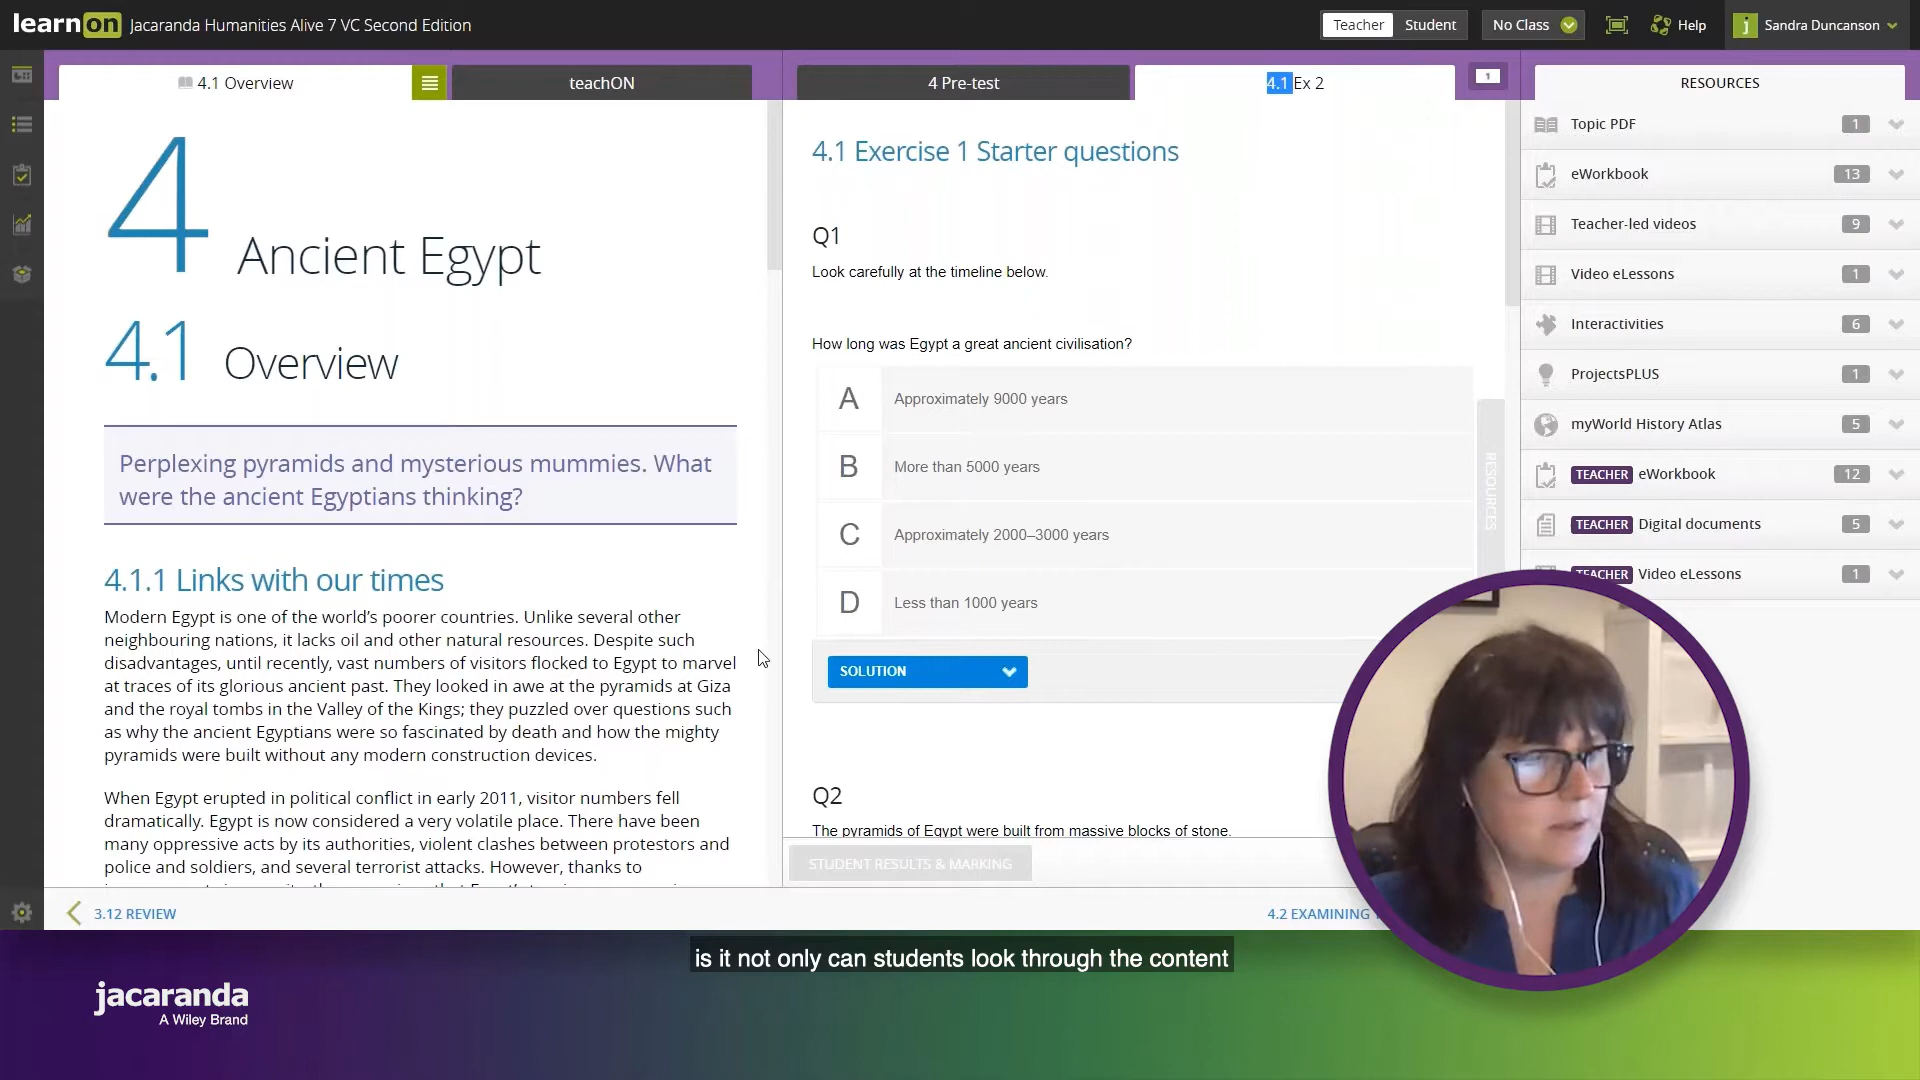 learn on Jacaranda Humanities Alive 7 VC Second Edition
Teacher Student No Class Help j Sandra Duncanson
4.1 Overview
teachON
4 Pre-test
4.1 Ex 2
1
RESOURCES
4 Ancient Egypt
4.1 Overview
Perplexing pyramids and mysterious mummies. What
were the ancient Egyptians thinking?
4.1.1 Links with our times
Modern Egypt is one of the world's poorer countries. Unlike several other
neighbouring nations, it lacks oil and other natural resources. Despite such
disadvantages, until recently, vast numbers of visitors flocked to Egypt to marvel
at traces of its glorious ancient past. They looked in awe at the pyramids at Giza
and the royal tombs in the Valley of the Kings; they puzzled over questions such
as why the ancient Egyptians were so fascinated by death and how the mighty
pyramids were built without any modern construction devices.
When Egypt erupted in political conflict in early 2011, visitor numbers fell
dramatically. Egypt is now considered a very volatile place. There have been
many oppressive acts by its authorities, violent clashes between protestors and
police and soldiers, and several terrorist attacks. However, thanks to
3.12 REVIEW
4.1 Exercise 1 Starter questions
Q1
Look carefully at the timeline below.
How long was Egypt a great ancient civilisation?
A Approximately 9000 years
B More than 5000 years
C Approximately 2000–3000 years
D Less than 1000 years
SOLUTION
Q2
The pyramids of Egypt were built from massive blocks of stone.
STUDENT RESULTS & MARKING
4.2 EXAMINING
RESOURCES
Topic PDF 1
eWorkbook 13
Teacher-led videos 9
Video eLessons 1
Interactivities 6
ProjectsPLUS 1
myWorld History Atlas 5
TEACHER eWorkbook 12
TEACHER Digital documents 5
TEACHER Video eLessons 1
is it not only can students look through the content
jacaranda
A Wiley Brand